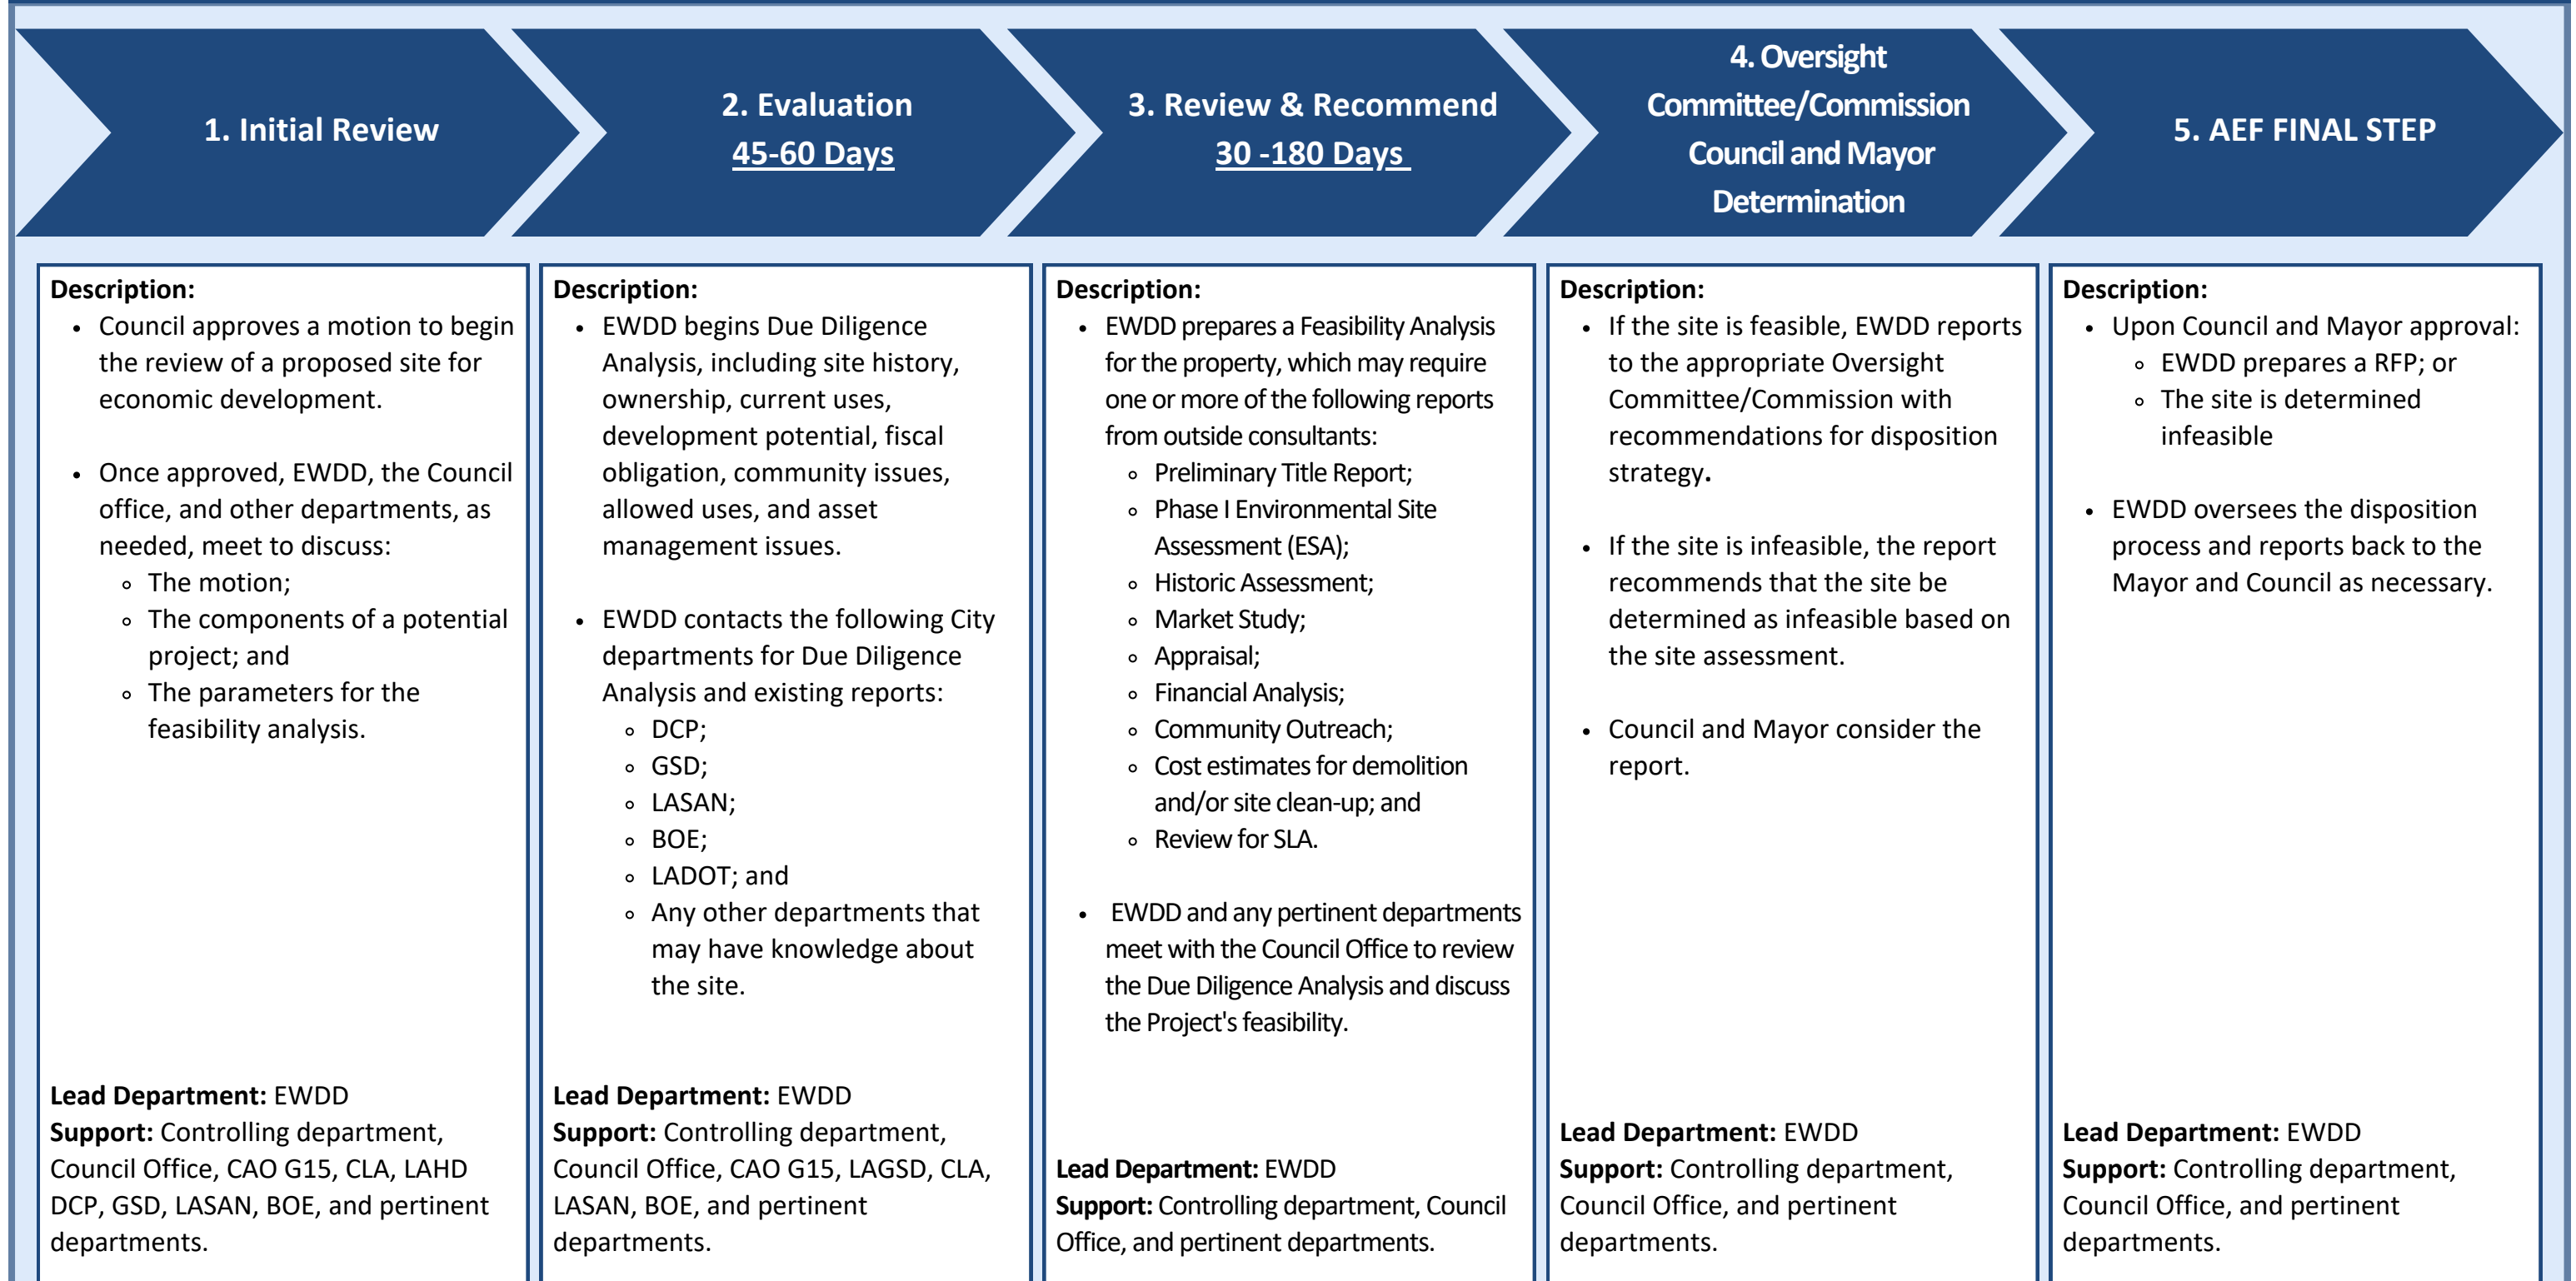 1. Initial Review
2. Evaluation
45-60 Days
3. Review & Recommend
30 -180 Days
4. Oversight
Committee/Commission
Council and Mayor
Determination
5. AEF FINAL STEP
Description:
• Council approves a motion to begin
the review of a proposed site for
economic development.
• Once approved, EWDD, the Council
office, and other departments, as
needed, meet to discuss:
◦ The motion;
◦ The components of a potential
project; and
◦ The parameters for the
feasibility analysis.
Lead Department: EWDD
Support: Controlling department,
Council Office, CAO G15, CLA, LAHD
DCP, GSD, LASAN, BOE, and pertinent
departments.
Description:
• EWDD begins Due Diligence
Analysis, including site history,
ownership, current uses,
development potential, fiscal
obligation, community issues,
allowed uses, and asset
management issues.
• EWDD contacts the following City
departments for Due Diligence
Analysis and existing reports:
◦ DCP;
◦ GSD;
◦ LASAN;
◦ BOE;
◦ LADOT; and
◦ Any other departments that
may have knowledge about
the site.
Lead Department: EWDD
Support: Controlling department,
Council Office, CAO G15, LAGSD, CLA,
LASAN, BOE, and pertinent
departments.
Description:
• EWDD prepares a Feasibility Analysis
for the property, which may require
one or more of the following reports
from outside consultants:
◦ Preliminary Title Report;
◦ Phase I Environmental Site
Assessment (ESA);
◦ Historic Assessment;
◦ Market Study;
◦ Appraisal;
◦ Financial Analysis;
◦ Community Outreach;
◦ Cost estimates for demolition
and/or site clean-up; and
◦ Review for SLA.
• EWDD and any pertinent departments
meet with the Council Office to review
the Due Diligence Analysis and discuss
the Project's feasibility.
Lead Department: EWDD
Support: Controlling department, Council
Office, and pertinent departments.
Description:
• If the site is feasible, EWDD reports
to the appropriate Oversight
Committee/Commission with
recommendations for disposition
strategy.
• If the site is infeasible, the report
recommends that the site be
determined as infeasible based on
the site assessment.
• Council and Mayor consider the
report.
Lead Department: EWDD
Support: Controlling department,
Council Office, and pertinent
departments.
Description:
• Upon Council and Mayor approval:
◦ EWDD prepares a RFP; or
◦ The site is determined
infeasible
• EWDD oversees the disposition
process and reports back to the
Mayor and Council as necessary.
Lead Department: EWDD
Support: Controlling department,
Council Office, and pertinent
departments.